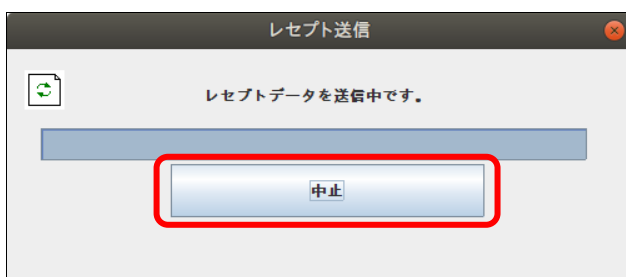 レセプト送信
レセプトデータを送信中です。
中止